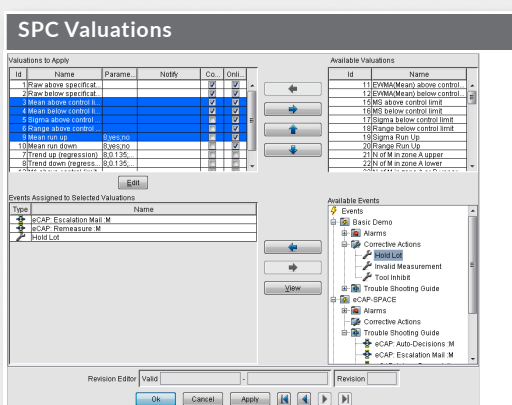 SPC Valuations
Valuations to Apply
Id Name Parame... Notify Co... Onli...
1 Raw above specificat...
2 Raw below specificat...
3 Mean above control li...
4 Mean below control li...
5 Sigma above control ...
6 Range above control ...
9 Mean run up 8;yes;no
10 Mean run down 8;yes;no
7 Trend up (regression) 8;0.135;...
8 Trend down (regress... 8;0.135;...
Edit
Available Valuations
Id Name
11 EWMA(Mean) above control...
12 EWMA(Mean) below control...
15 MS above control limit
16 MS below control limit
17 Sigma below control limit
18 Range below control limit
19 Sigma Run Up
20 Range Run Up
21 N of M in zone A upper
22 N of M in zone A lower
Events Assigned to Selected Valuations
Type Name
eCAP: Escalation Mail :M
eCAP: Remeasure :M
Hold Lot
View
Available Events
Events
Basic Demo
Alarms
Corrective Actions
Hold Lot
Invalid Measurement
Tool Inhibit
Trouble Shooting Guide
eCAP-SPACE
Alarms
Corrective Actions
Trouble Shooting Guide
eCAP: Auto-Decisions :M
eCAP: Escalation Mail :M
Revision Editor Valid - Revision
Ok Cancel Apply